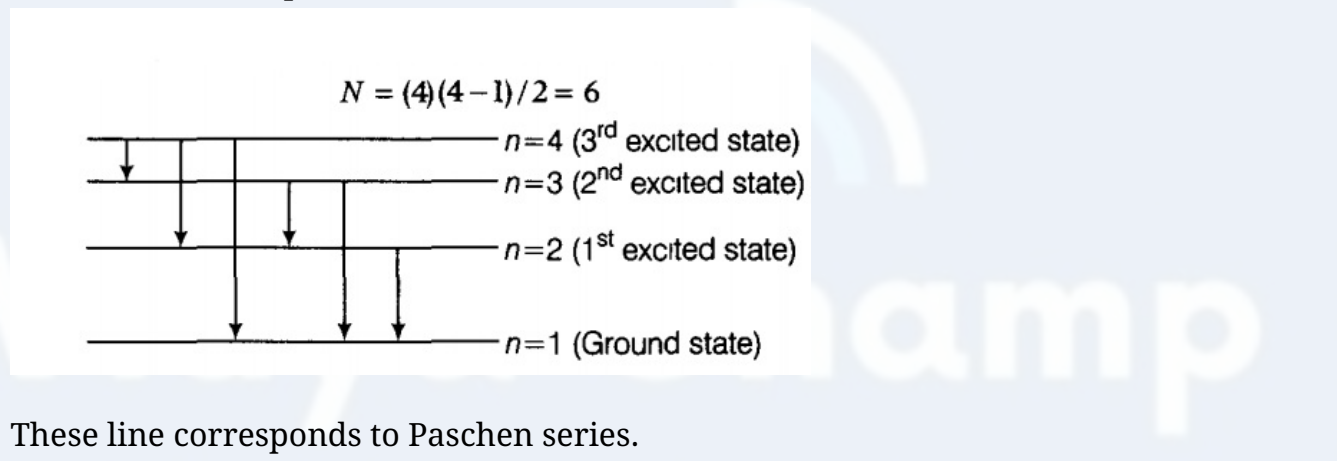 N = (4)(4-1)/2 = 6
n=4 (3rd excited state)
n=3 (2nd excited state)
n=2 (1st excited state)
n=1 (Ground state)
amp
These line corresponds to Paschen series.